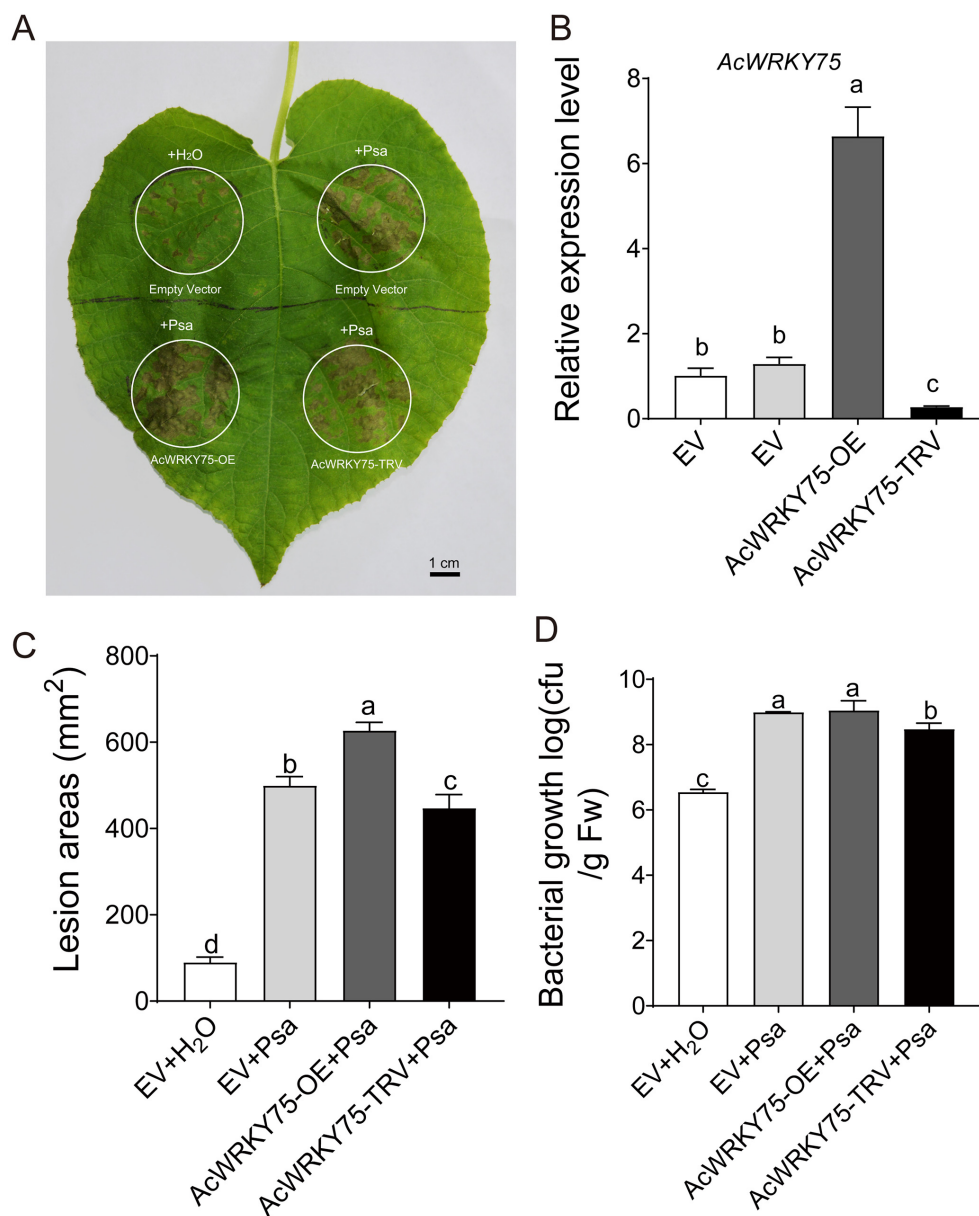 A
+H₂O
+Psa
Empty Vector
Empty Vector
+Psa
+Psa
AcWRKY75-OE
AcWRKY75-TRV
1 cm
B
AcWRKY75
Relative expression level
8
6
4
2
0
b
b
a
c
EV
EV
AcWRKY75-OE
AcWRKY75-TRV
C
Lesion areas (mm²)
800
600
400
200
0
d
b
a
c
EV+H₂O
EV+Psa
AcWRKY75-OE+Psa
AcWRKY75-TRV+Psa
D
Bacterial growth log(cfu
/g Fw)
10
8
6
4
2
0
c
a
a
b
EV+H₂O
EV+Psa
AcWRKY75-OE+Psa
AcWRKY75-TRV+Psa